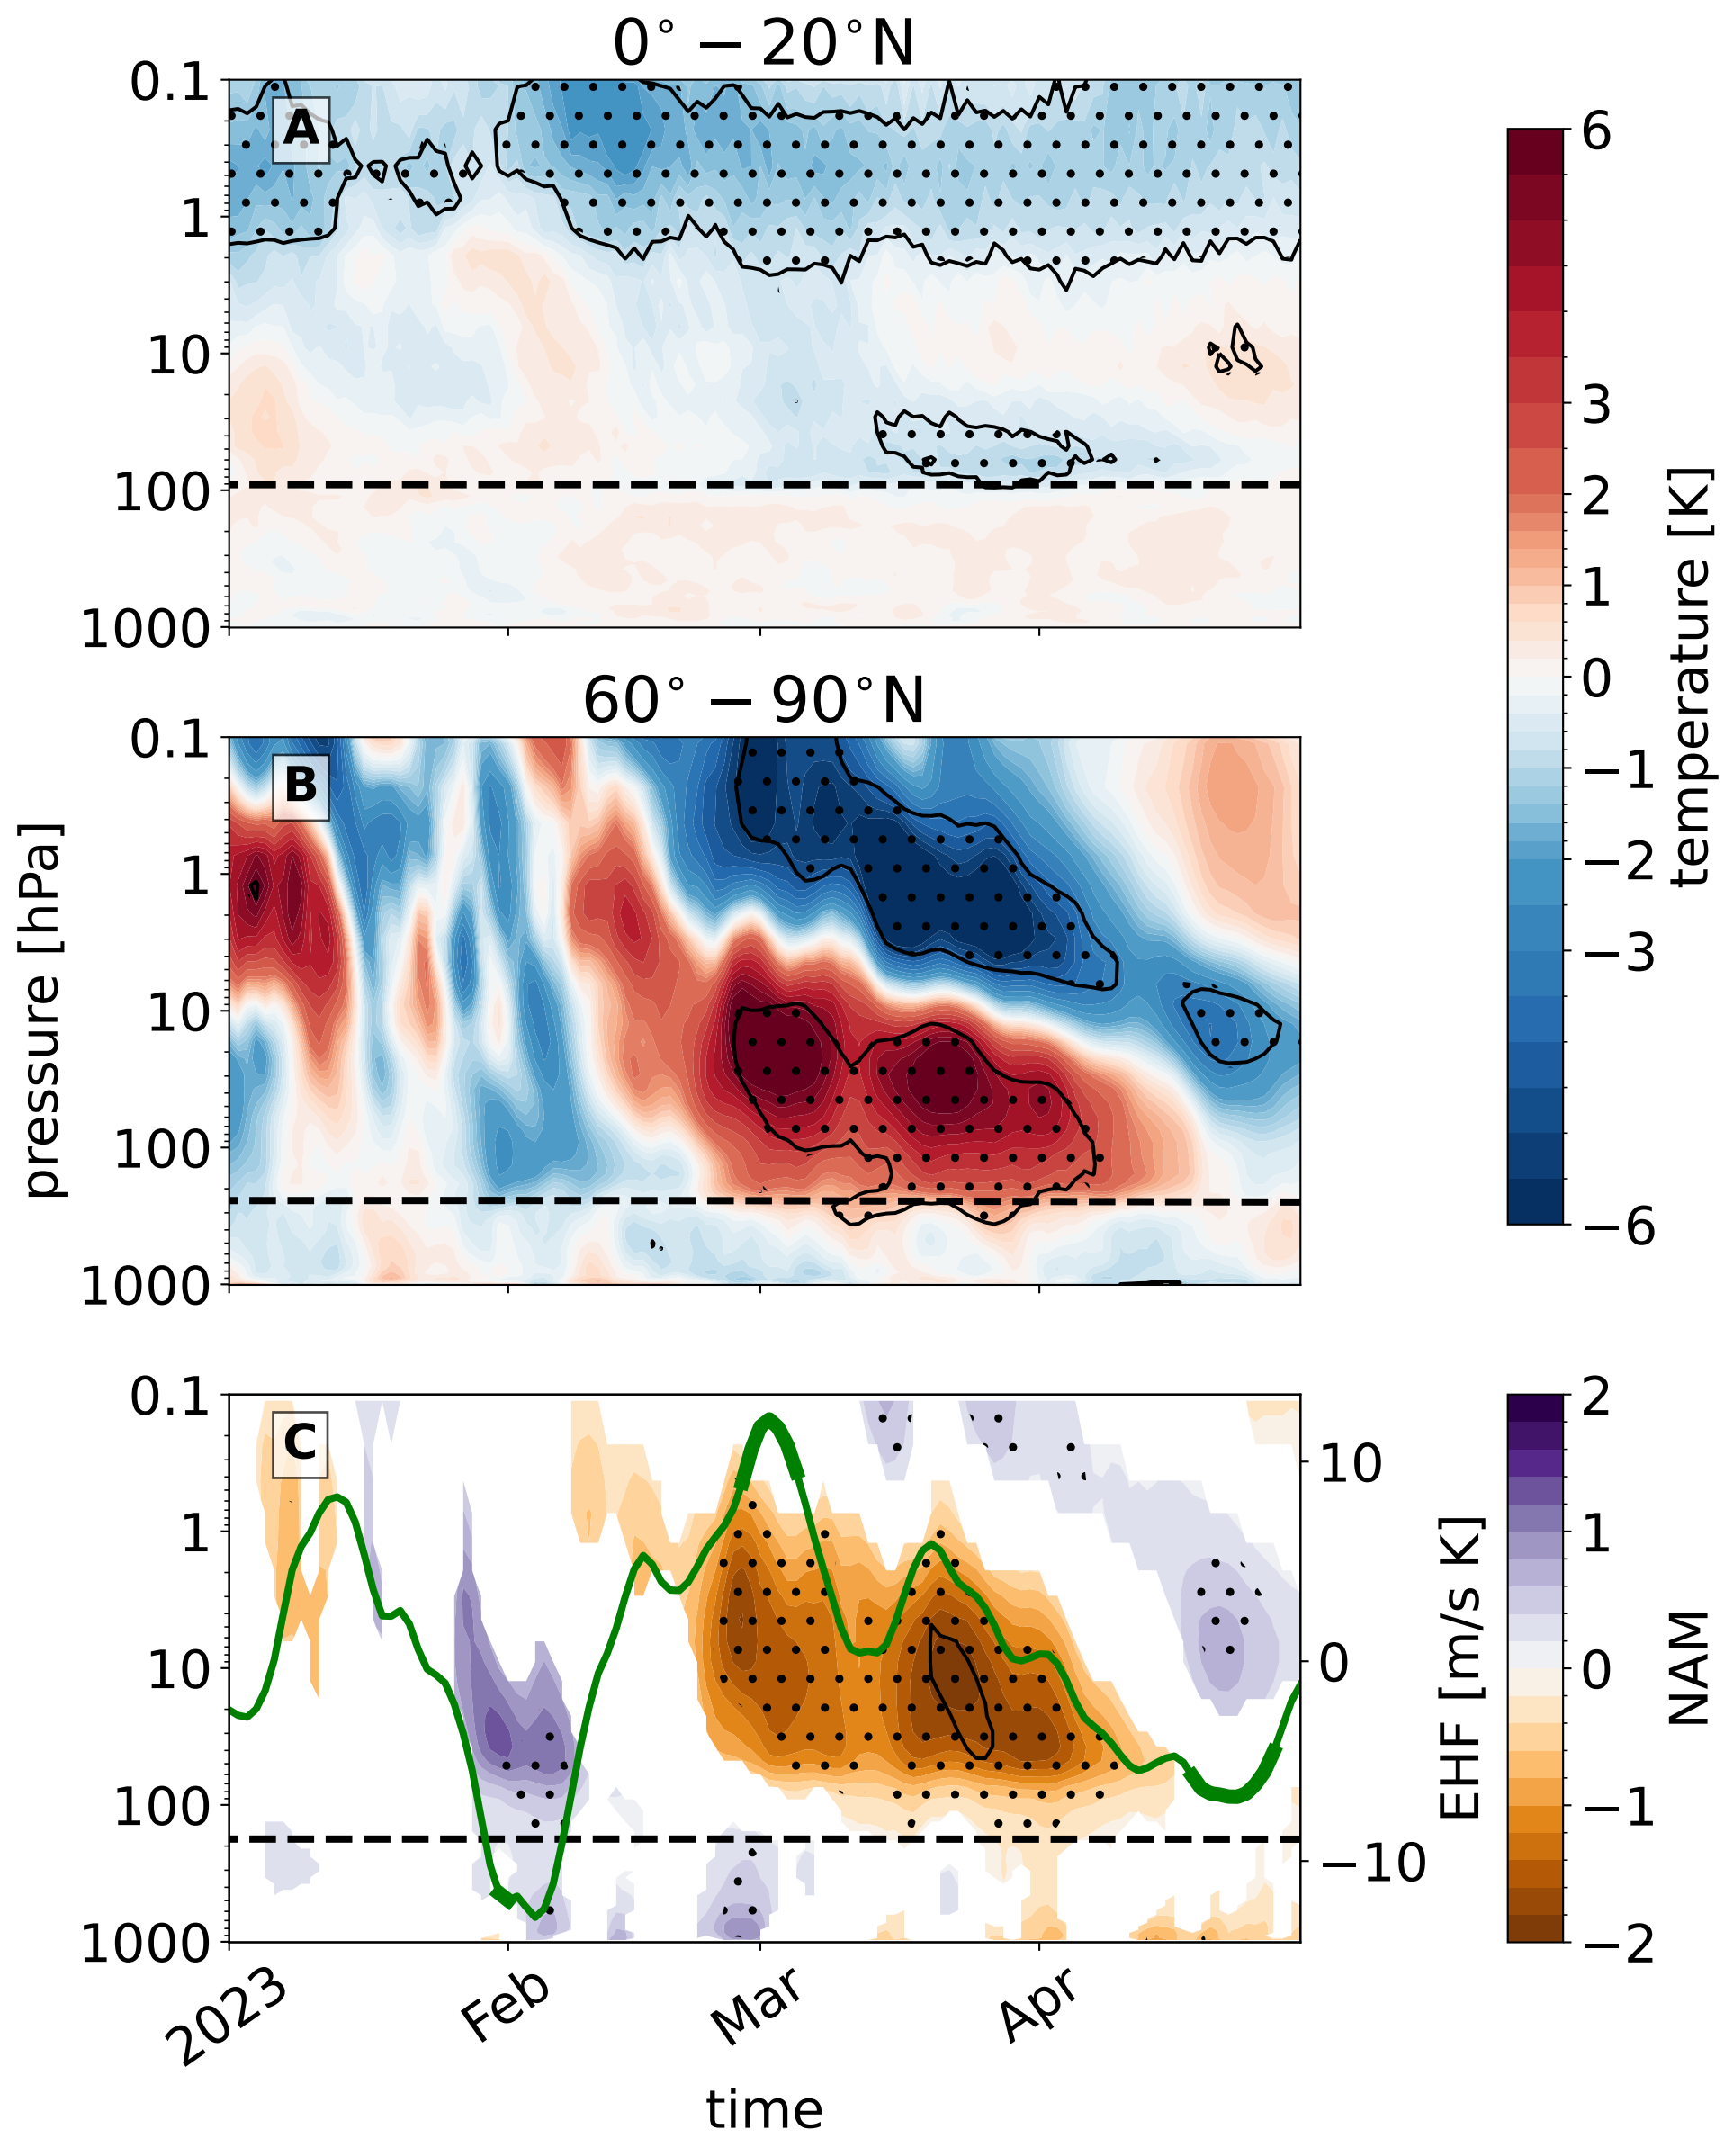 0° − 20°N
A
0.1
1
10
100
1000
60° − 90°N
B
0.1
1
10
100
1000
pressure [hPa]
6
3
2
1
0
−1
−2
−3
−6
temperature [K]
C
0.1
1
10
100
1000
10
0
−10
EHF [m/s K]
2
1
0
−1
−2
NAM
2023
Feb
Mar
Apr
time